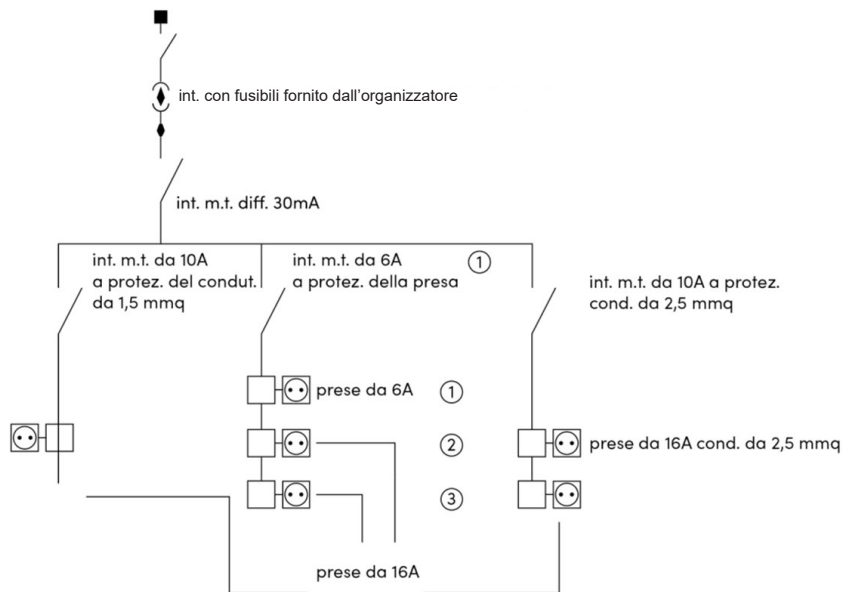 int. con fusibili fornito dall'organizzatore
int. m.t. diff. 30mA
int. m.t. da 10A
a protez. del condut.
da 1,5 mmq
int. m.t. da 6A
a protez. della presa
1
int. m.t. da 10A a protez.
cond. da 2,5 mmq
prese da 6A
1
2
prese da 16A cond. da 2,5 mmq
3
prese da 16A